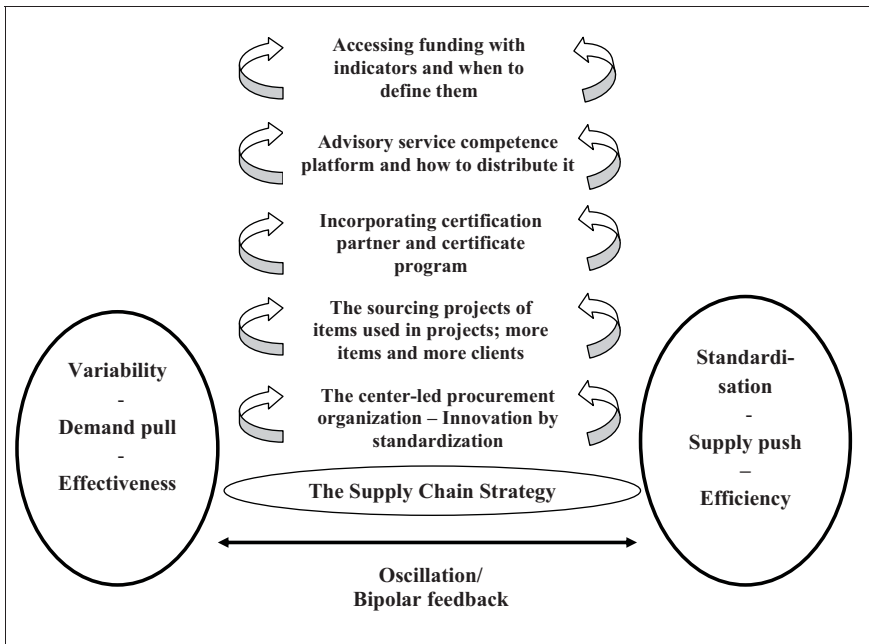 Accessing funding with
indicators and when to
define them
Advisory service competence
platform and how to distribute it
Incorporating certification
partner and certificate
program
The sourcing projects of
items used in projects; more
items and more clients
The center-led procurement
organization – Innovation by
standardization
Variability
-
Demand pull
-
Effectiveness
Standardi-
sation
-
Supply push
–
Efficiency
The Supply Chain Strategy
Oscillation/
Bipolar feedback